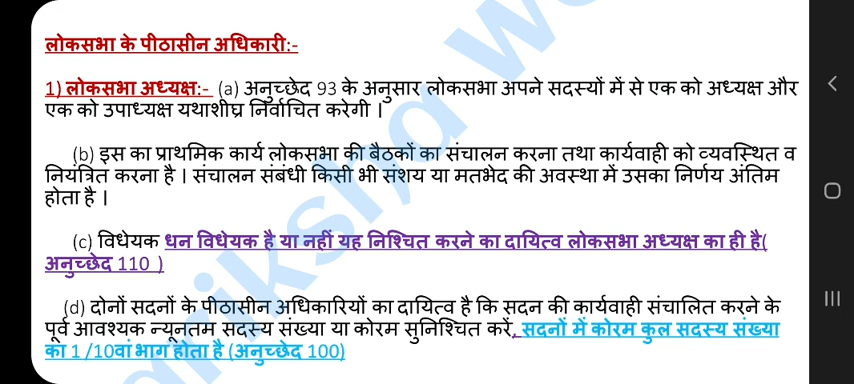 लोकसभा के पीठासीन अधिकारी:-
1) लोकसभा अध्यक्ष:- (a) अनुच्छेद 93 के अनुसार लोकसभा अपने सदस्यों में से एक को अध्यक्ष और
एक को उपाध्यक्ष यथाशीघ्र निर्वाचित करेगी ।
(b) इस का प्राथमिक कार्य लोकसभा की बैठकों का संचालन करना तथा कार्यवाही को व्यवस्थित व
नियंत्रित करना है । संचालन संबंधी किसी भी संशय या मतभेद की अवस्था में उसका निर्णय अंतिम
होता है ।
(c) विधेयक धन विधेयक है या नहीं यह निश्चित करने का दायित्व लोकसभा अध्यक्ष का ही है(
अनुच्छेद 110 )
(d) दोनों सदनों के पीठासीन अधिकारियों का दायित्व है कि सदन की कार्यवाही संचालित करने के
पूर्व आवश्यक न्यूनतम सदस्य संख्या या कोरम सुनिश्चित करें, सदनों में कोरम कुल सदस्य संख्या
का 1 /10वां भाग होता है (अनुच्छेद 100)